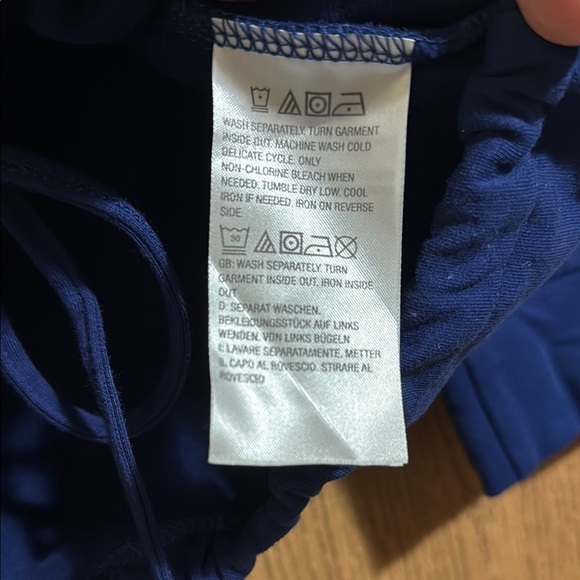 WASH SEPARATELY. TURN GARMENT
INSIDE OUT. MACHINE WASH COLD
DELICATE CYCLE. ONLY
NON-CHLORINE BLEACH WHEN
NEEDED. TUMBLE DRY LOW. COOL
IRON IF NEEDED. IRON ON REVERSE
SIDE
30
GB: WASH SEPARATELY. TURN
GARMENT INSIDE OUT. IRON INSIDE
OUT
D: SEPARAT WASCHEN.
BEKLEIDUNGSSTÜCK AUF LINKS
WENDEN. VON LINKS BÜGELN
I: LAVARE SEPARATAMENTE, METTER
IL CAPO AL ROVESCIO. STIRARE AL
ROVESCIO